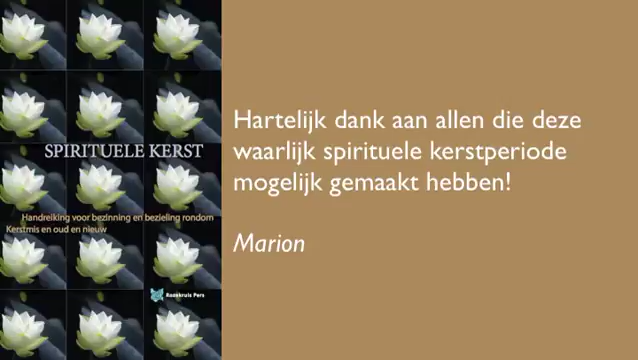 SPIRITUELE KERST
Handreiking voor bezinning en bezieling rondom
Kerstmis en oud en nieuw
Rozekruis Pers
Hartelijk dank aan allen die deze
waarlijk spirituele kerstperiode
mogelijk gemaakt hebben!
Marion